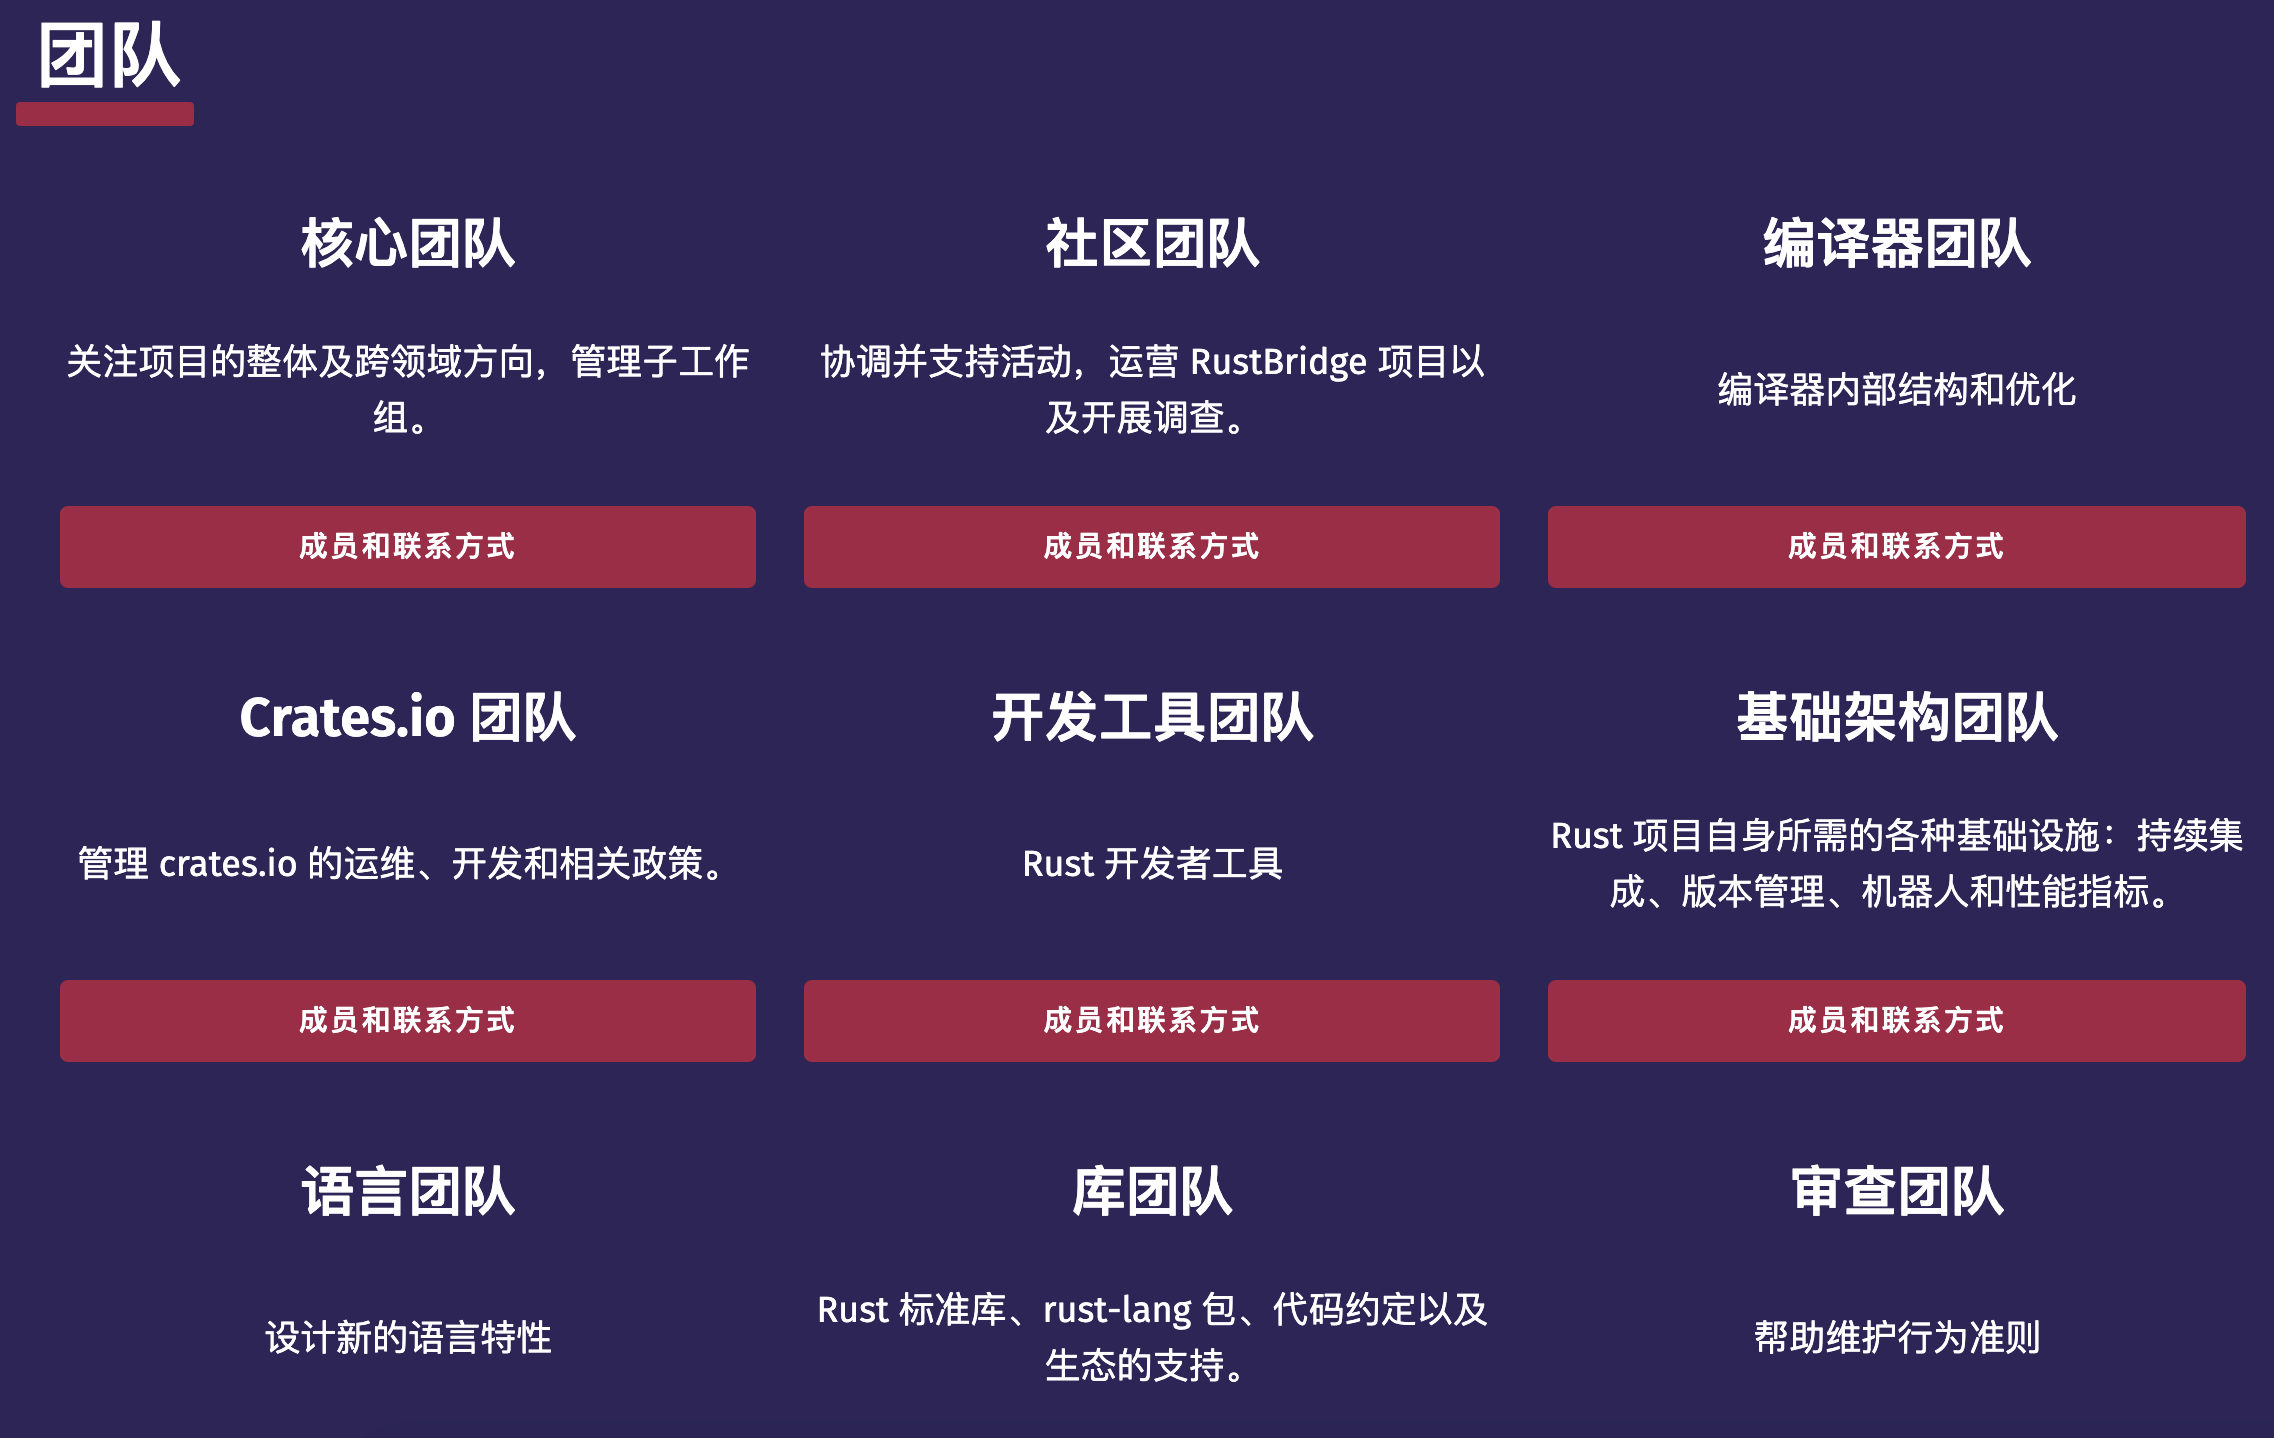 团队
核心团队
关注项目的整体及跨领域方向，管理子工作
组。
成员和联系方式
社区团队
协调并支持活动，运营 RustBridge 项目以
及开展调查。
成员和联系方式
编译器团队
编译器内部结构和优化
成员和联系方式
Crates.io 团队
管理 crates.io 的运维、开发和相关政策。
成员和联系方式
开发工具团队
Rust 开发者工具
成员和联系方式
基础架构团队
Rust 项目自身所需的各种基础设施：持续集
成、版本管理、机器人和性能指标。
成员和联系方式
语言团队
设计新的语言特性
库团队
Rust 标准库、rust-lang 包、代码约定以及
生态的支持。
审查团队
帮助维护行为准则